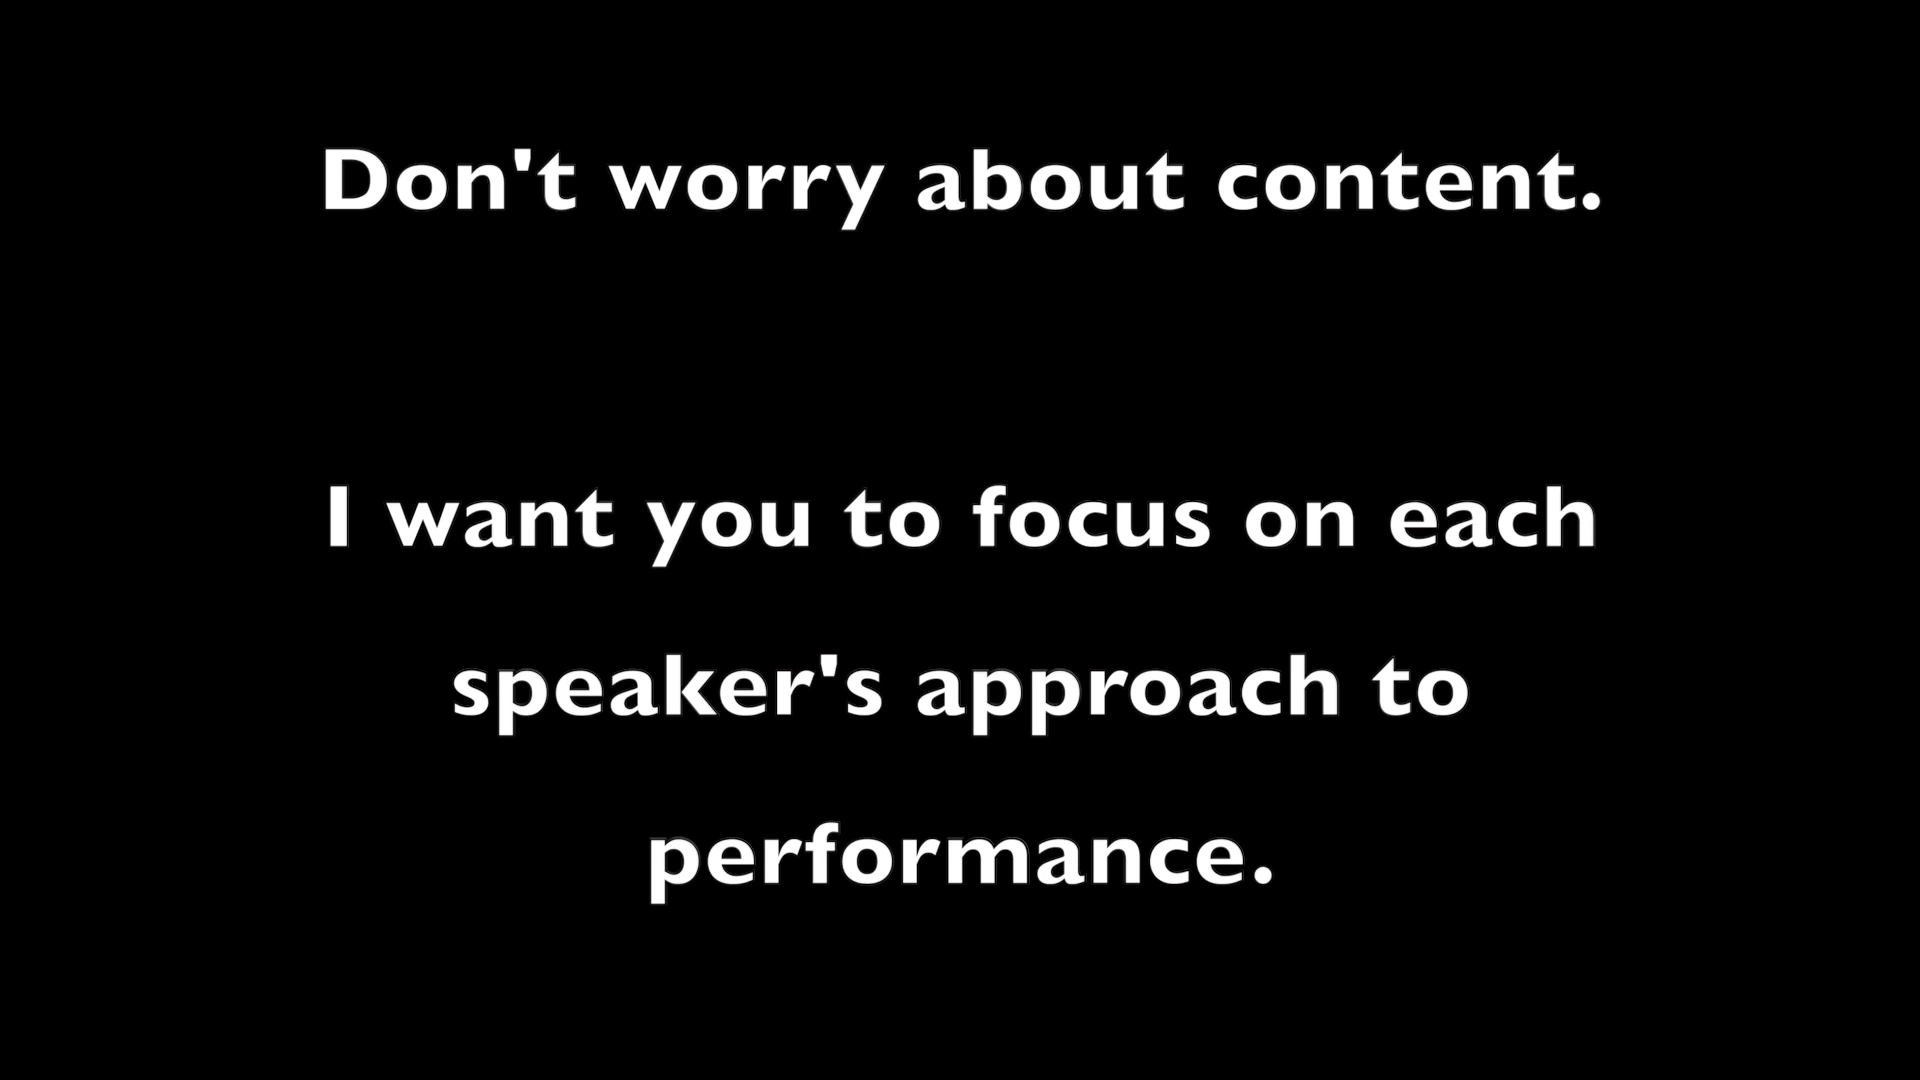 Don't worry about content.
I want you to focus on each
speaker's approach to
performance.